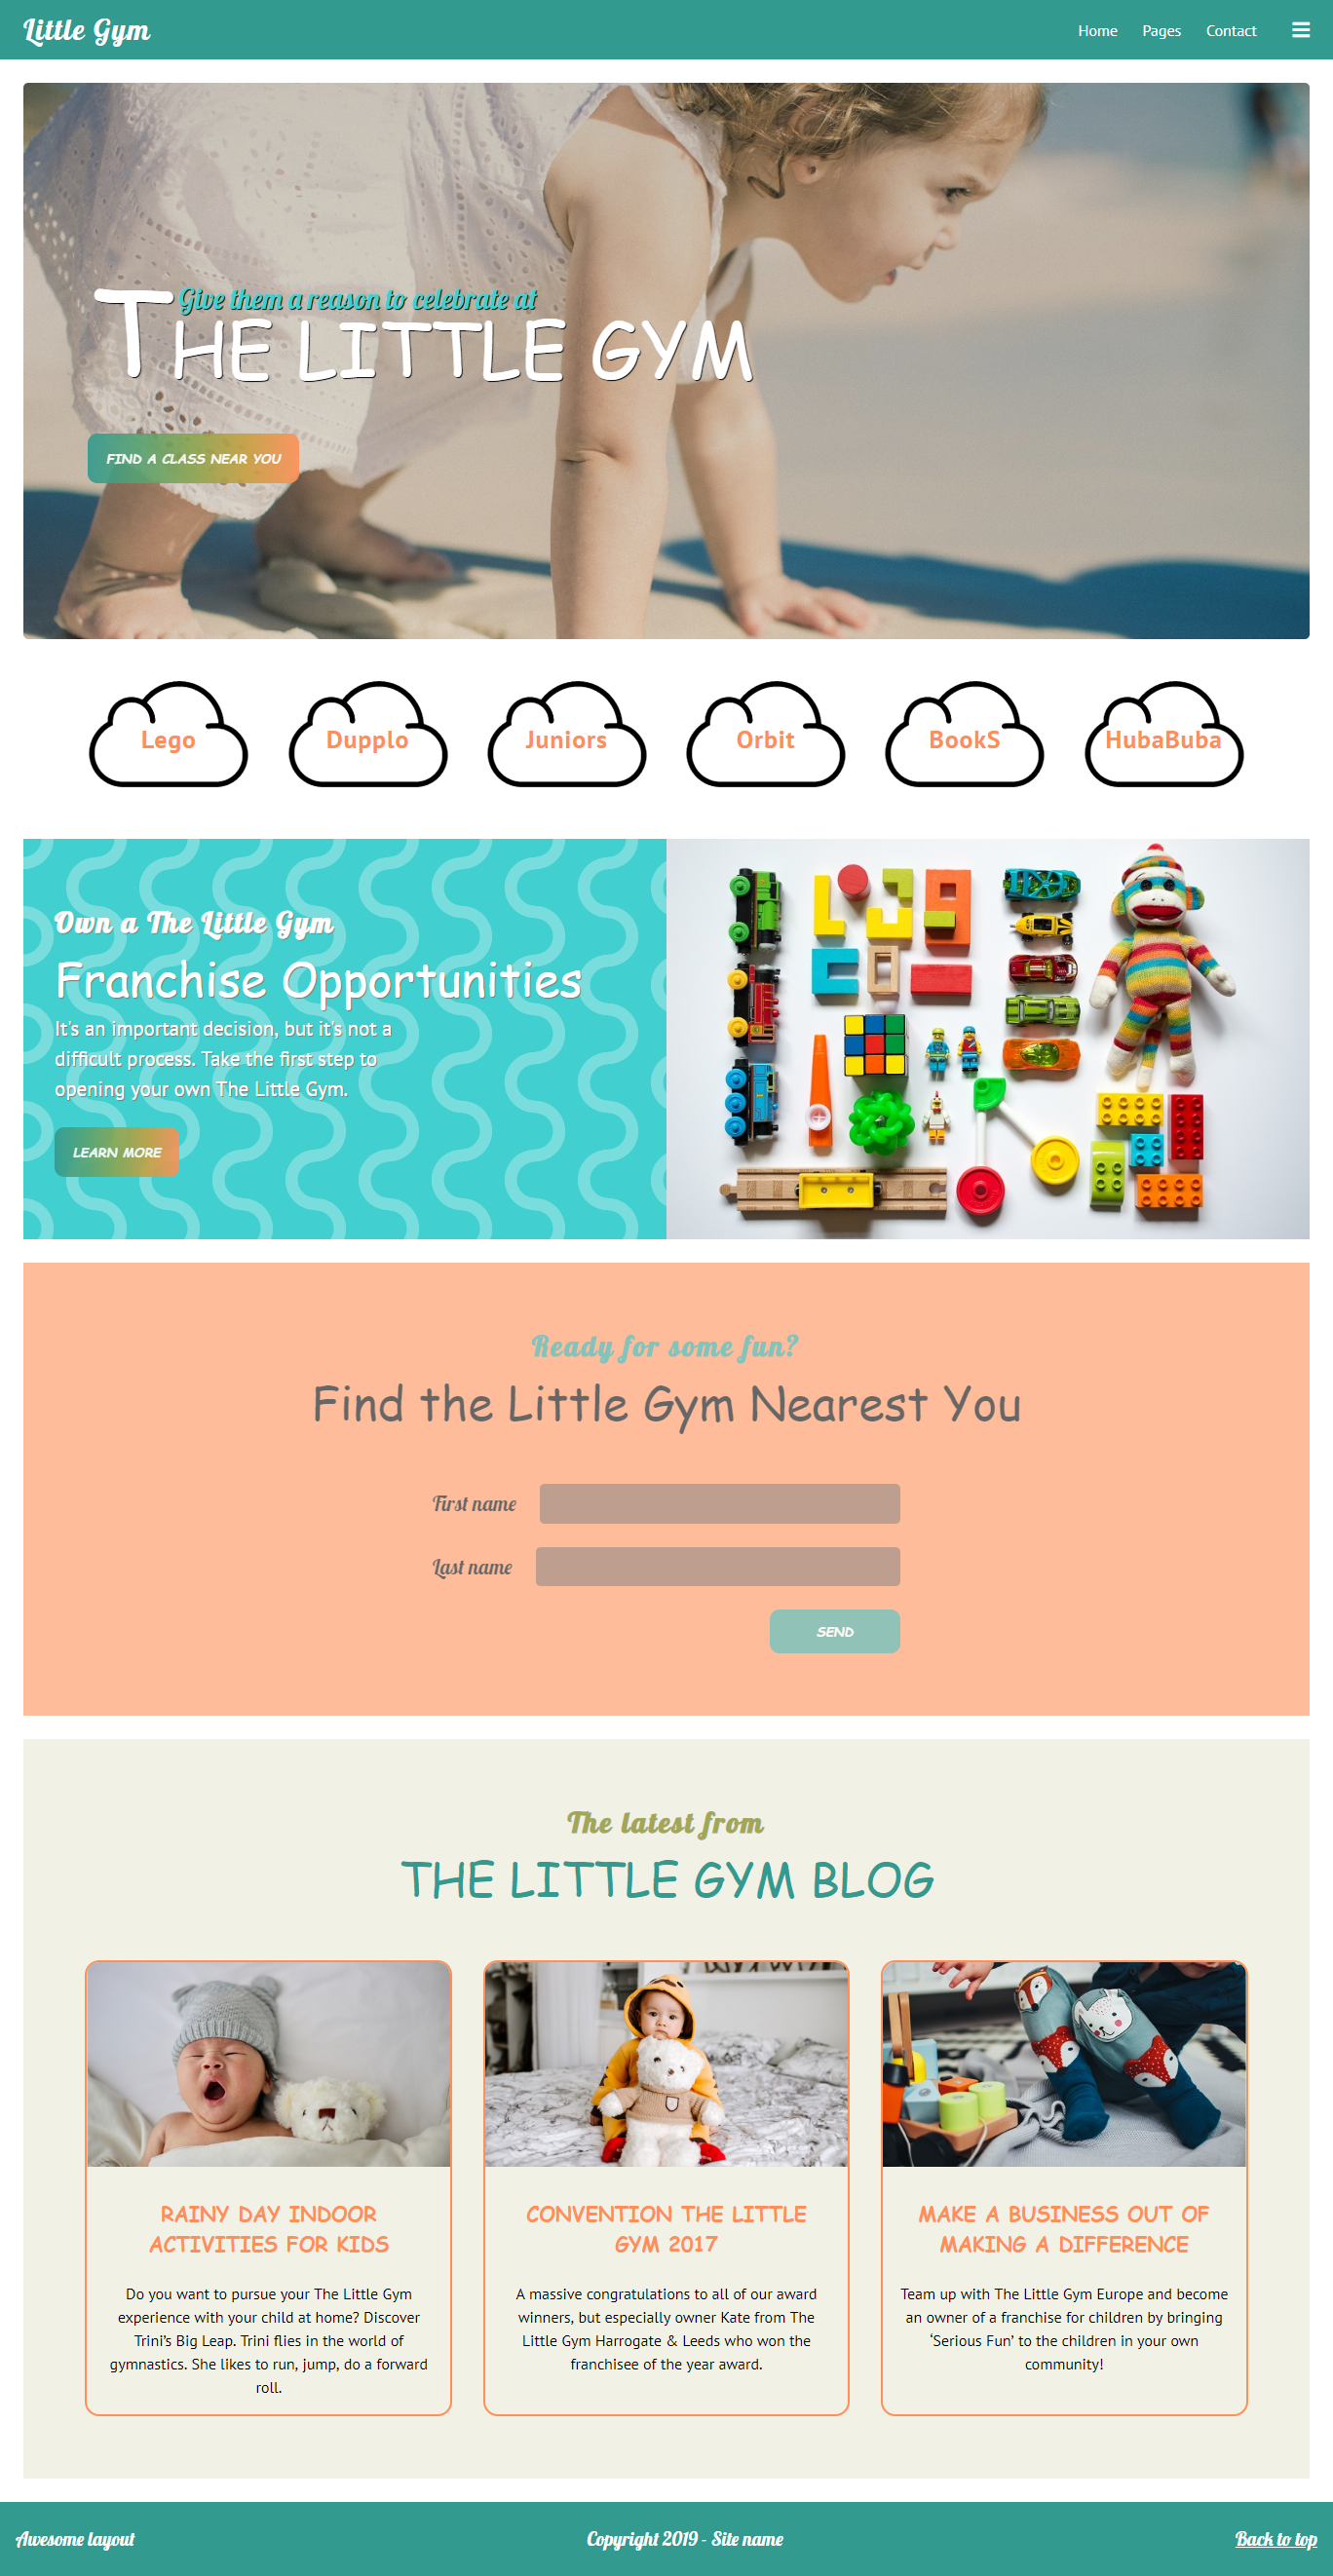 Little Gym
Home Pages Contact
Give them a reason to celebrate at
THE LITTLE GYM
FIND A CLASS NEAR YOU
Lego Dupplo Juniors Orbit BookS HubaBuba
Own a The Little Gym
Franchise Opportunities
It's an important decision, but it's not a
difficult process. Take the first step to
opening your own The Little Gym.
LEARN MORE
Ready for some fun?
Find the Little Gym Nearest You
First name
Last name
SEND
The latest from
THE LITTLE GYM BLOG
RAINY DAY INDOOR
ACTIVITIES FOR KIDS
Do you want to pursue your The Little Gym
experience with your child at home? Discover
Trini’s Big Leap. Trini flies in the world of
gymnastics. She likes to run, jump, do a forward
roll.
CONVENTION THE LITTLE
GYM 2017
A massive congratulations to all of our award
winners, but especially owner Kate from The
Little Gym Harrogate & Leeds who won the
franchisee of the year award.
MAKE A BUSINESS OUT OF
MAKING A DIFFERENCE
Team up with The Little Gym Europe and become
an owner of a franchise for children by bringing
‘Serious Fun’ to the children in your own
community!
Awesome layout
Copyright 2019 - Site name
Back to top